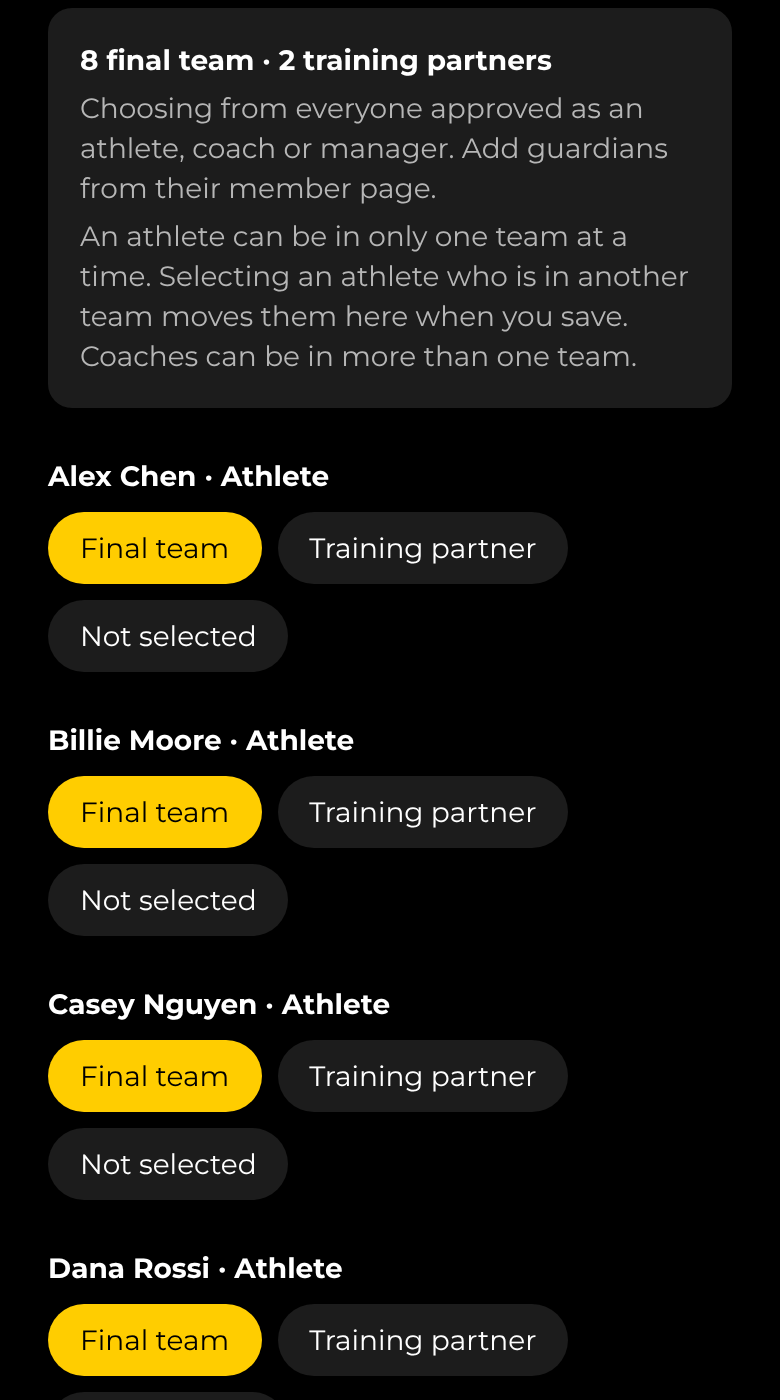 8 final team · 2 training partners
Choosing from everyone approved as an
athlete, coach or manager. Add guardians
from their member page.
An athlete can be in only one team at a
time. Selecting an athlete who is in another
team moves them here when you save.
Coaches can be in more than one team.
Alex Chen · Athlete
Final team
Training partner
Not selected
Billie Moore · Athlete
Final team
Training partner
Not selected
Casey Nguyen · Athlete
Final team
Training partner
Not selected
Dana Rossi · Athlete
Final team
Training partner